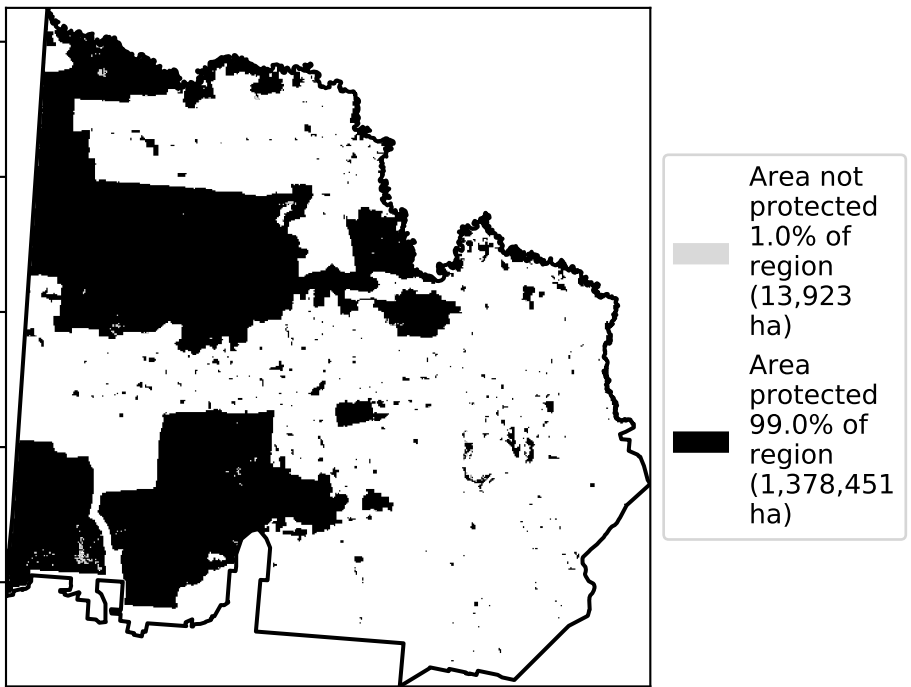 Area not
protected
1.0% of
region
(13,923
ha)
Area
protected
99.0% of
region
(1,378,451
ha)